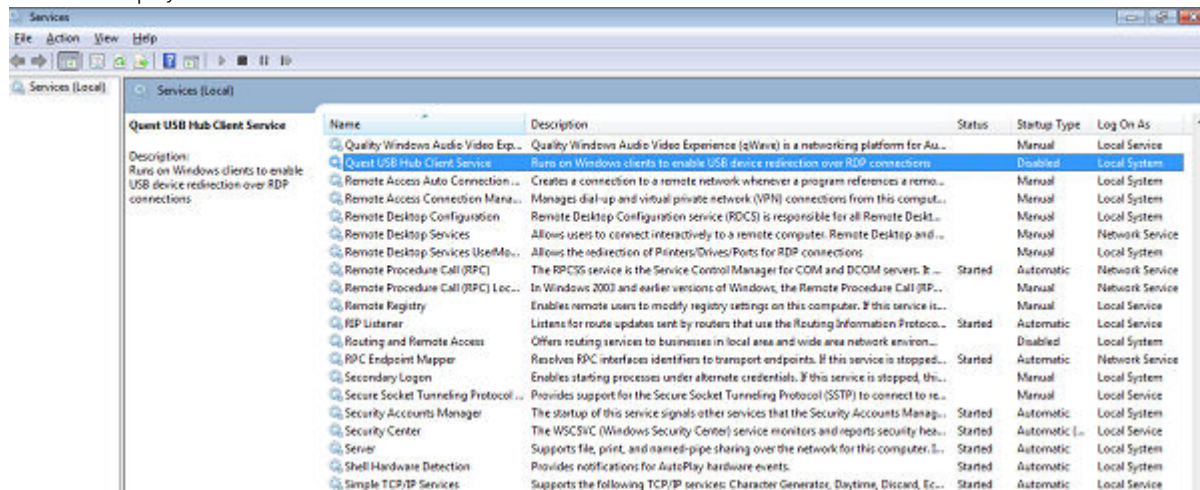 Services
File Action View Help
Services (Local)
Services (Local)
Quest USB Hub Client Service
Description:
Runs on Windows clients to enable
USB device redirection over RDP
connections
Name Description Status Startup Type Log On As
Quality Windows Audio Video Exp... Quality Windows Audio Video Experience (qWave) is a networking platform for Au... Manual Local Service
Quest USB Hub Client Service Runs on Windows clients to enable USB device redirection over RDP connections Disabled Local System
Remote Access Auto Connection ... Creates a connection to a remote network whenever a program references a remo... Manual Local System
Remote Access Connection Mana... Manages dial-up and virtual private network (VPN) connections from this comput... Manual Local System
Remote Desktop Configuration Remote Desktop Configuration service (RDCS) is responsible for all Remote Deskt... Manual Local System
Remote Desktop Services Allows users to connect interactively to a remote computer. Remote Desktop and ... Manual Network Service
Remote Desktop Services UserMo... Allows the redirection of Printers/Drives/Ports for RDP connections Manual Local System
Remote Procedure Call (RPC) The RPCSS service is the Service Control Manager for COM and DCOM servers. It ... Started Automatic Network Service
Remote Procedure Call (RPC) Loc... In Windows 2003 and earlier versions of Windows, the Remote Procedure Call (RP... Manual Network Service
Remote Registry Enables remote users to modify registry settings on this computer. If this service is... Manual Local Service
RIP Listener Listens for route updates sent by routers that use the Routing Information Protoco... Started Automatic Local Service
Routing and Remote Access Offers routing services to businesses in local area and wide area network environ... Disabled Local System
RPC Endpoint Mapper Resolves RPC interfaces identifiers to transport endpoints. If this service is stopped... Started Automatic Network Service
Secondary Logon Enables starting processes under alternate credentials. If this service is stopped, thi... Manual Local System
Secure Socket Tunneling Protocol ... Provides support for the Secure Socket Tunneling Protocol (SSTP) to connect to re... Manual Local Service
Security Accounts Manager The startup of this service signals other services that the Security Accounts Manag... Started Automatic Local System
Security Center The WSCSVC (Windows Security Center) service monitors and reports security hea... Started Automatic (... Local Service
Server Supports file, print, and named-pipe sharing over the network for this computer. I... Started Automatic Local System
Shell Hardware Detection Provides notifications for AutoPlay hardware events. Started Automatic Local System
Simple TCP/IP Services Supports the following TCP/IP services: Character Generator, Daytime, Discard, Ec... Started Automatic Local Service